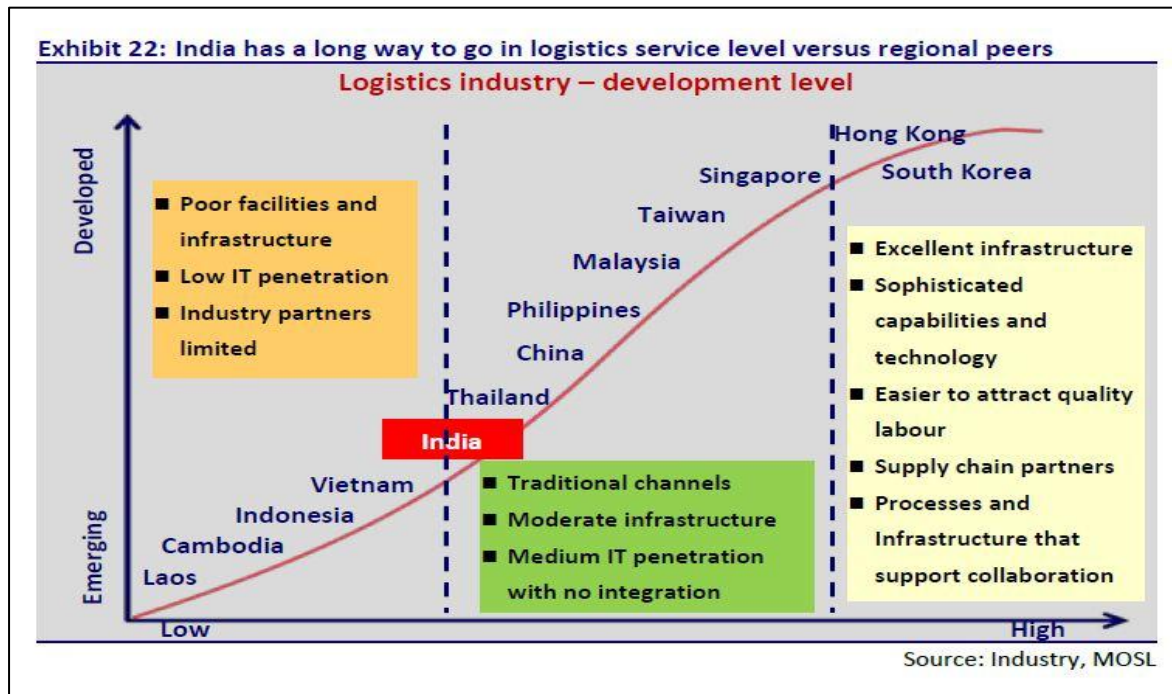 Exhibit 22: India has a long way to go in logistics service level versus regional peers
Logistics industry – development level
Developed
Emerging
■ Poor facilities and
infrastructure
■ Low IT penetration
■ Industry partners
limited
Hong Kong
South Korea
Singapore
Taiwan
Malaysia
Philippines
China
Thailand
India
Vietnam
Indonesia
Cambodia
Laos
■ Traditional channels
■ Moderate infrastructure
■ Medium IT penetration
with no integration
■ Excellent infrastructure
■ Sophisticated
capabilities and
technology
■ Easier to attract quality
labour
■ Supply chain partners
■ Processes and
Infrastructure that
support collaboration
Low
High
Source: Industry, MOSL